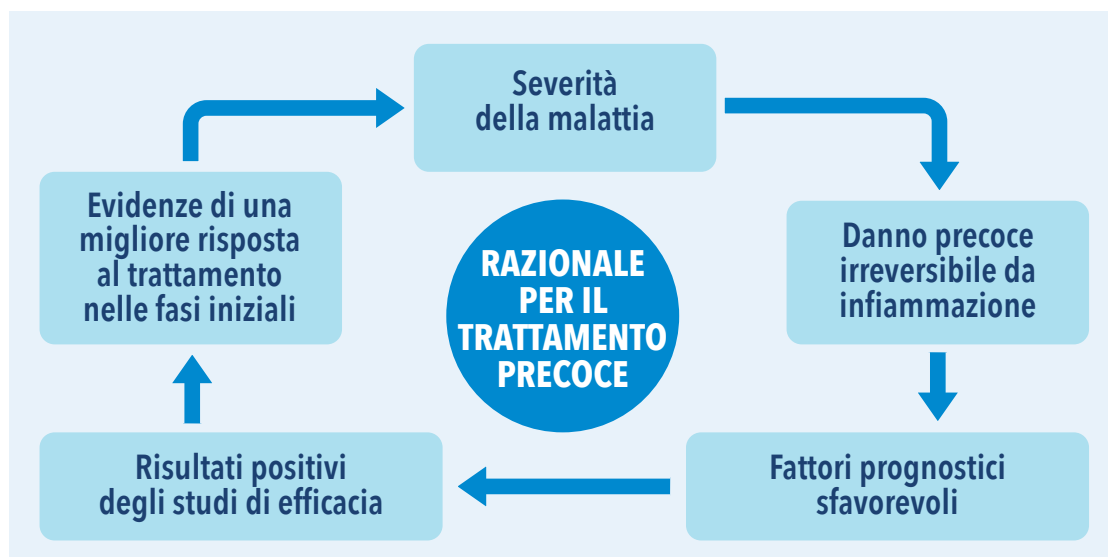 Severità
della malattia
Danno precoce
irreversibile da
infiammazione
Fattori prognostici
sfavorevoli
Risultati positivi
degli studi di efficacia
Evidenze di una
migliore risposta
al trattamento
nelle fasi iniziali
RAZIONALE
PER IL
TRATTAMENTO
PRECOCE